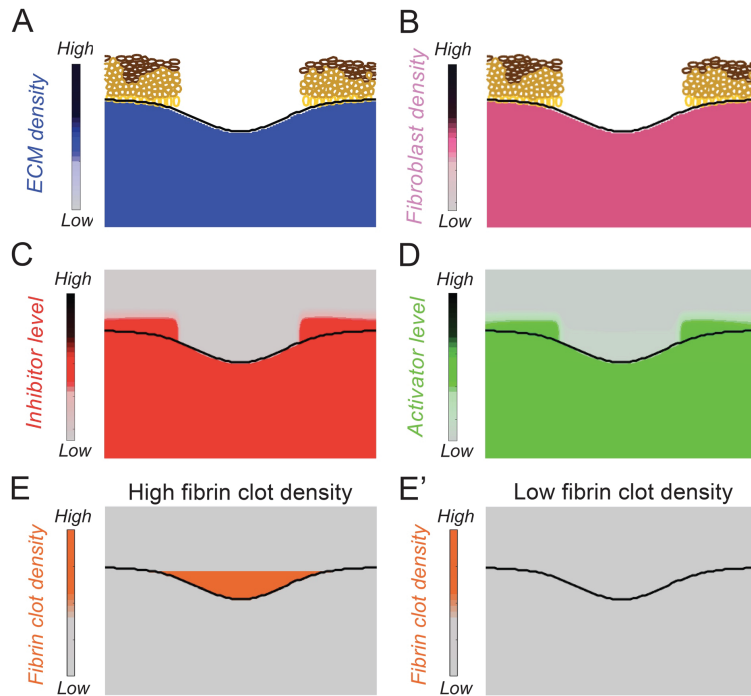 A
High
ECM density
Low
B
High
Fibroblast density
Low
C
High
Inhibitor level
Low
D
High
Activator level
Low
E
High fibrin clot density
High
Fibrin clot density
Low
E'
Low fibrin clot density
High
Fibrin clot density
Low